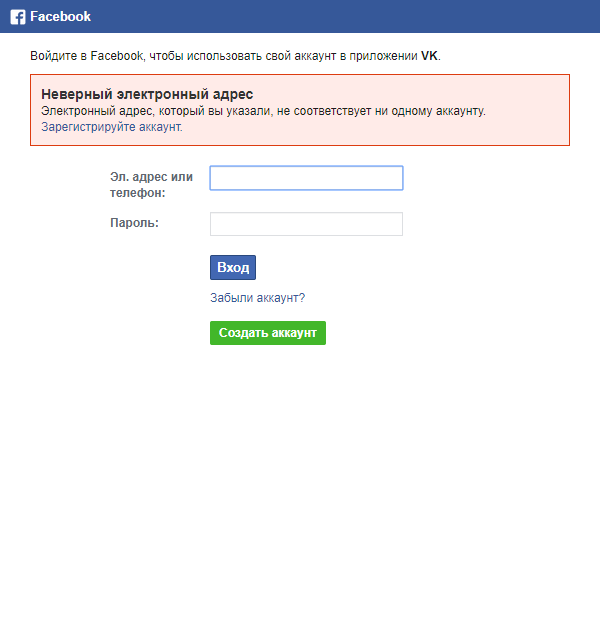 Facebook
Войдите в Facebook, чтобы использовать свой аккаунт в приложении VK.
Неверный электронный адрес
Электронный адрес, который вы указали, не соответствует ни одному аккаунту.
Зарегистрируйте аккаунт.
Эл. адрес или
телефон:
Пароль:
Вход
Забыли аккаунт?
Создать аккаунт